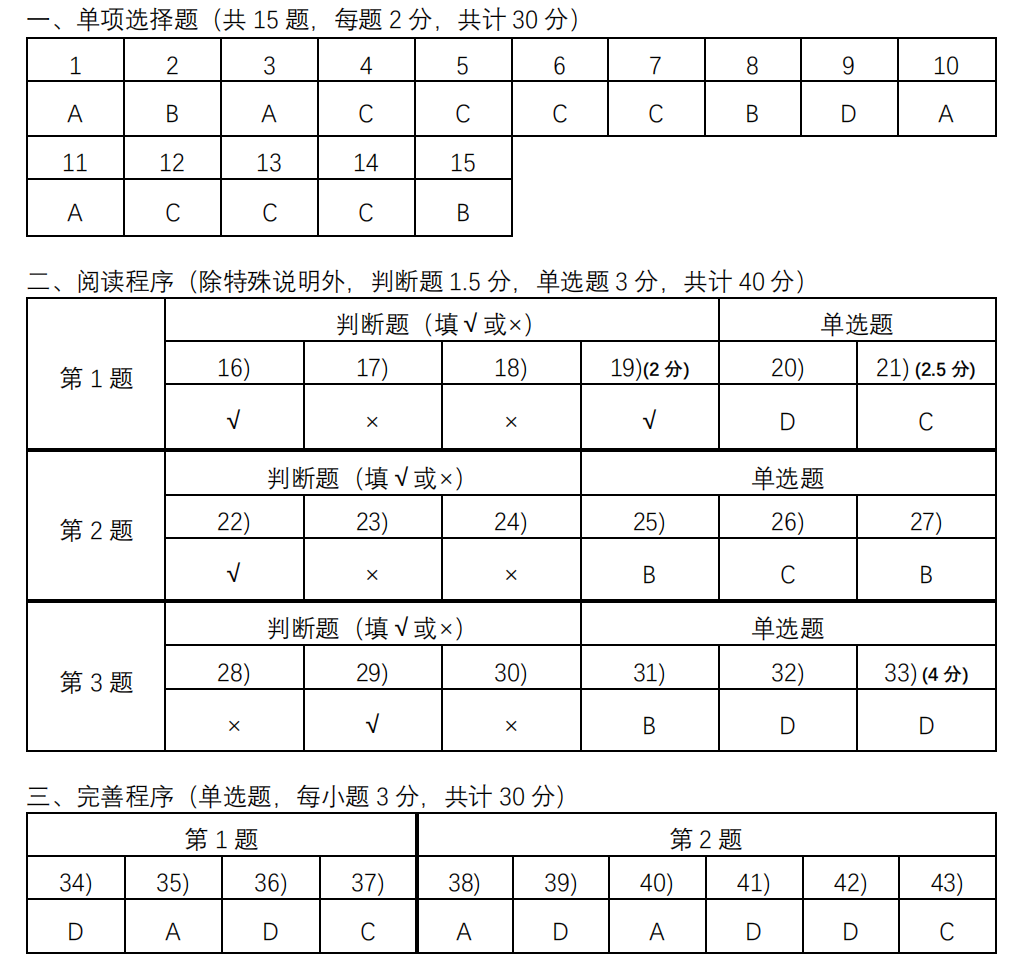 一、单项选择题（共 15 题，每题 2 分，共计 30 分）
1 2 3 4 5 6 7 8 9 10
A B A C C C C B D A
11 12 13 14 15
A C C C B
二、阅读程序（除特殊说明外，判断题 1.5 分，单选题 3 分，共计 40 分）
第 1 题
判断题（填 √ 或×） 单选题
16) 17) 18) 19)(2 分) 20) 21) (2.5 分)
√ × × √ D C
第 2 题
判断题（填 √ 或×） 单选题
22) 23) 24) 25) 26) 27)
√ × × B C B
第 3 题
判断题（填 √ 或×） 单选题
28) 29) 30) 31) 32) 33) (4 分)
× √ × B D D
三、完善程序（单选题，每小题 3 分，共计 30 分）
第 1 题 第 2 题
34) 35) 36) 37) 38) 39) 40) 41) 42) 43)
D A D C A D A D D C